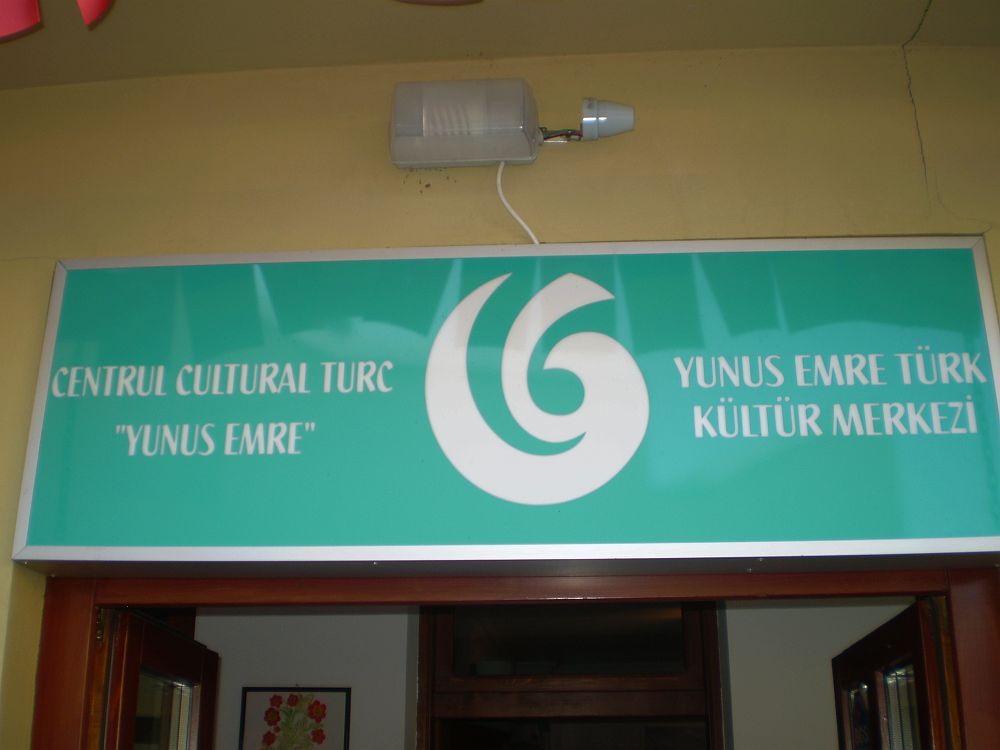 CENTRUL CULTURAL TURC
"YUNUS EMRE"
YUNUS EMRE TÜRK
KÜLTÜR MERKEZİ